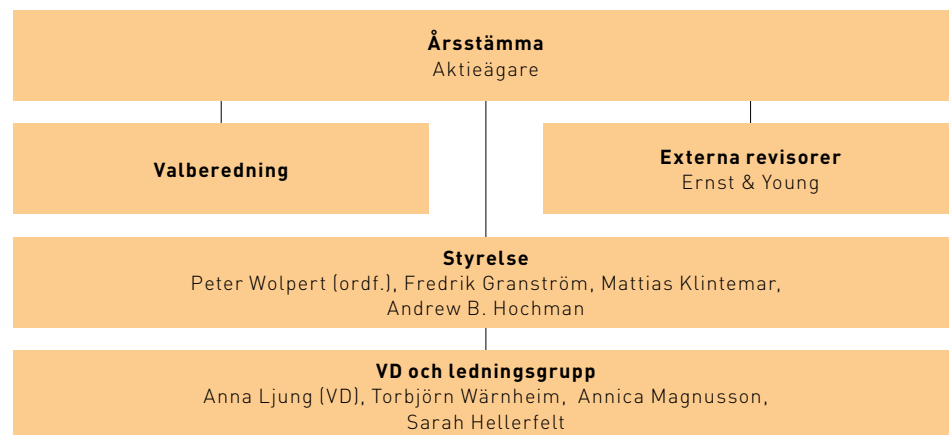 Årsstämma
Aktieägare
Valberedning
Externa revisorer
Ernst & Young
Styrelse
Peter Wolpert (ordf.), Fredrik Granström, Mattias Klintemar,
Andrew B. Hochman
VD och ledningsgrupp
Anna Ljung (VD), Torbjörn Wärnheim, Annica Magnusson,
Sarah Hellerfelt